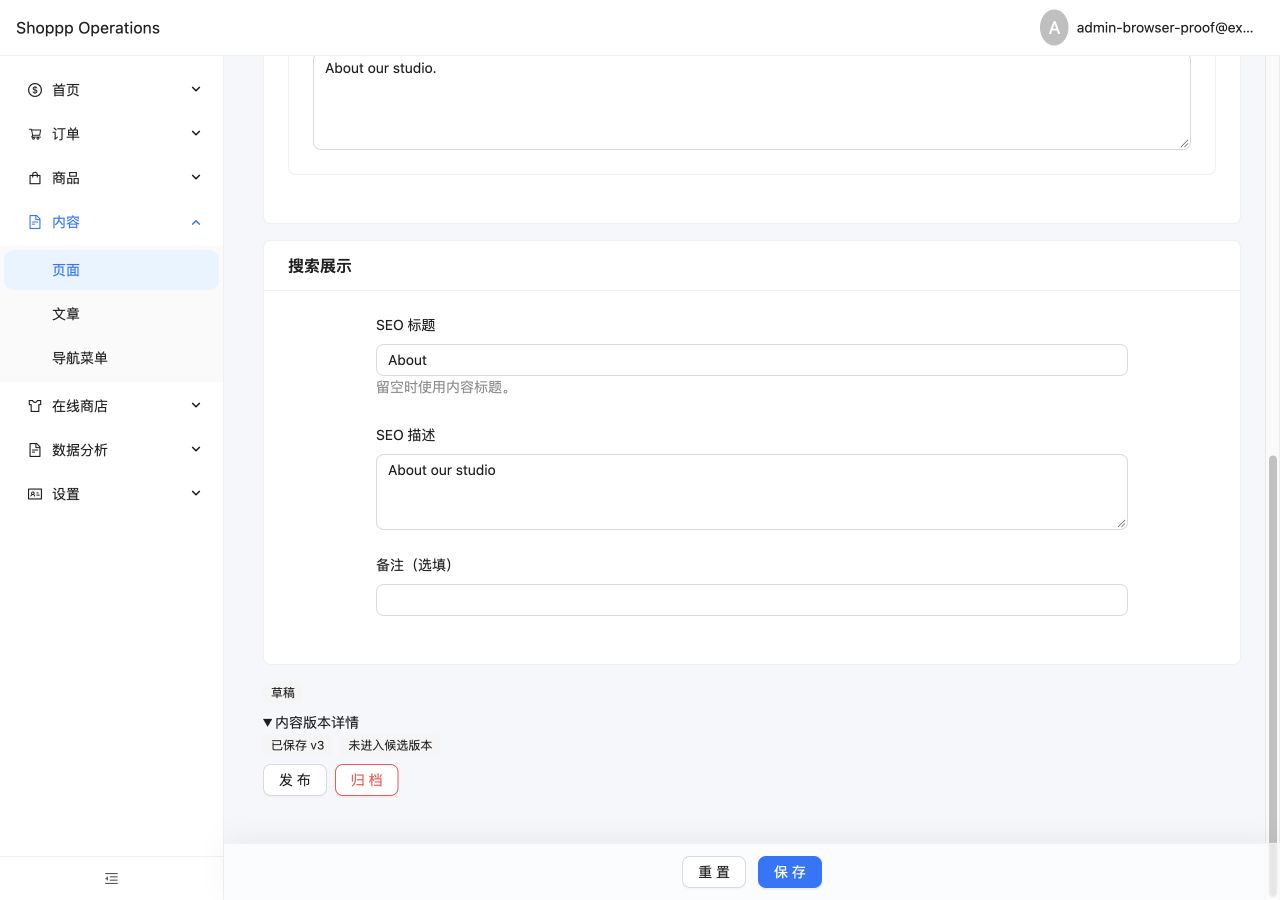 Shoppp Operations
A
admin-browser-proof@ex...
首页
订单
商品
内容
页面
文章
导航菜单
在线商店
数据分析
设置
About our studio.
搜索展示
SEO 标题
About
留空时使用内容标题。
SEO 描述
About our studio
备注（选填）
草稿
内容版本详情
已保存 v3 未进入候选版本
发 布 归 档
重 置 保 存